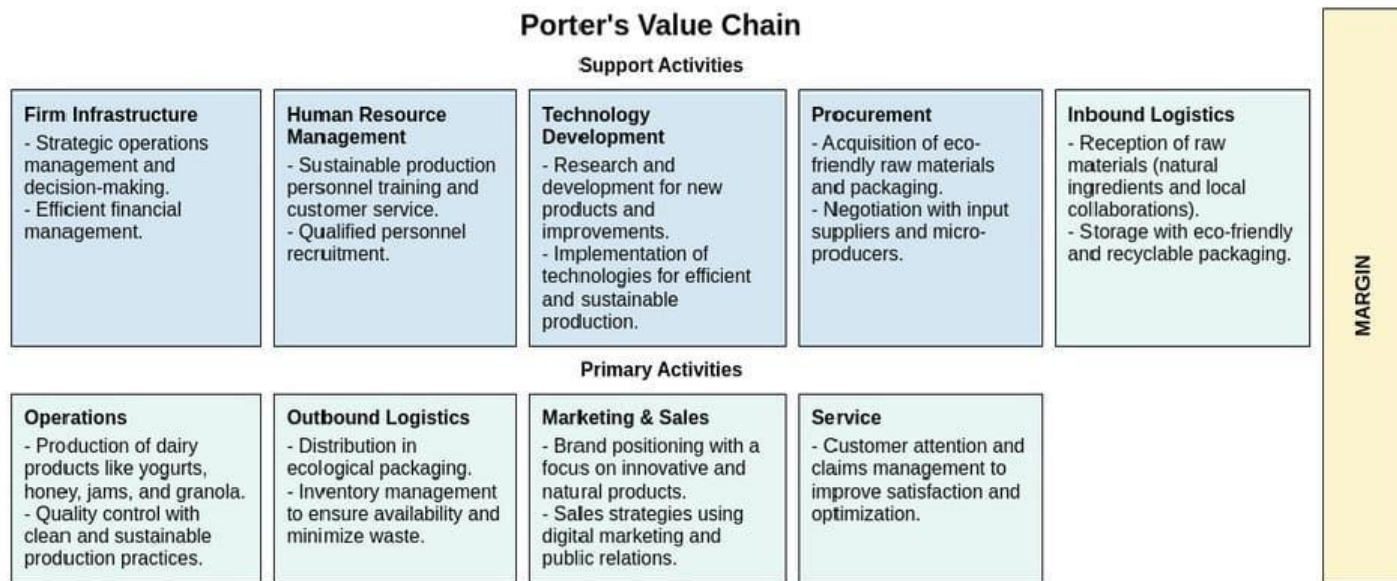 Porter's Value Chain
Support Activities
Firm Infrastructure
- Strategic operations
management and
decision-making.
- Efficient financial
management.
Human Resource
Management
- Sustainable production
personnel training and
customer service.
- Qualified personnel
recruitment.
Technology
Development
- Research and
development for new
products and
improvements.
- Implementation of
technologies for efficient
and sustainable
production.
Procurement
- Acquisition of eco-
friendly raw materials
and packaging.
- Negotiation with input
suppliers and micro-
producers.
Inbound Logistics
- Reception of raw
materials (natural
ingredients and local
collaborations).
- Storage with eco-friendly
and recyclable packaging.
MARGIN
Primary Activities
Operations
- Production of dairy
products like yogurts,
honey, jams, and granola.
- Quality control with
clean and sustainable
production practices.
Outbound Logistics
- Distribution in
ecological packaging.
- Inventory management
to ensure availability and
minimize waste.
Marketing & Sales
- Brand positioning with a
focus on innovative and
natural products.
- Sales strategies using
digital marketing and
public relations.
Service
- Customer attention and
claims management to
improve satisfaction and
optimization.